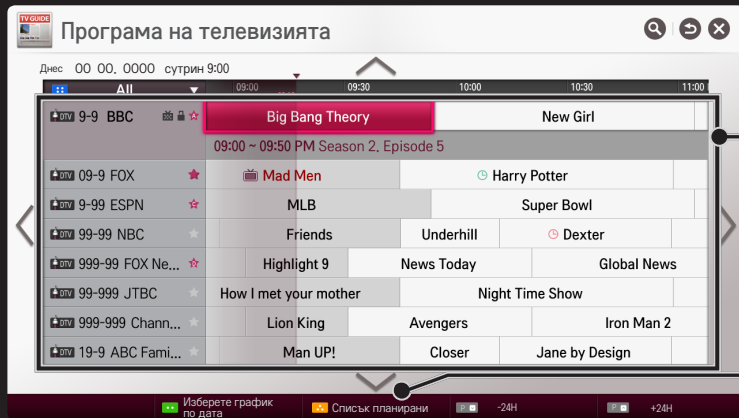 TV GUIDE
Програма на телевизията
Днес 00 00, 0000 сутрин 9:00
All 09:00 09:30 10:00 10:30 11:00
DTV 9-9 BBC Big Bang Theory New Girl
09:00 ~ 09:50 PM Season 2, Episode 5
DTV 09-9 FOX Mad Men Harry Potter
DTV 9-99 ESPN MLB Super Bowl
DTV 99-99 NBC Friends Underhill Dexter
DTV 999-99 FOX Ne... Highlight 9 News Today Global News
DTV 99-999 JTBC How I met your mother Night Time Show
DTV 999-999 Chann... Lion King Avengers Iron Man 2
DTV 19-9 ABC Fami... Man UP! Closer Jane by Design
Изберете график
по дата
Списък планирани
P -24H
P +24H